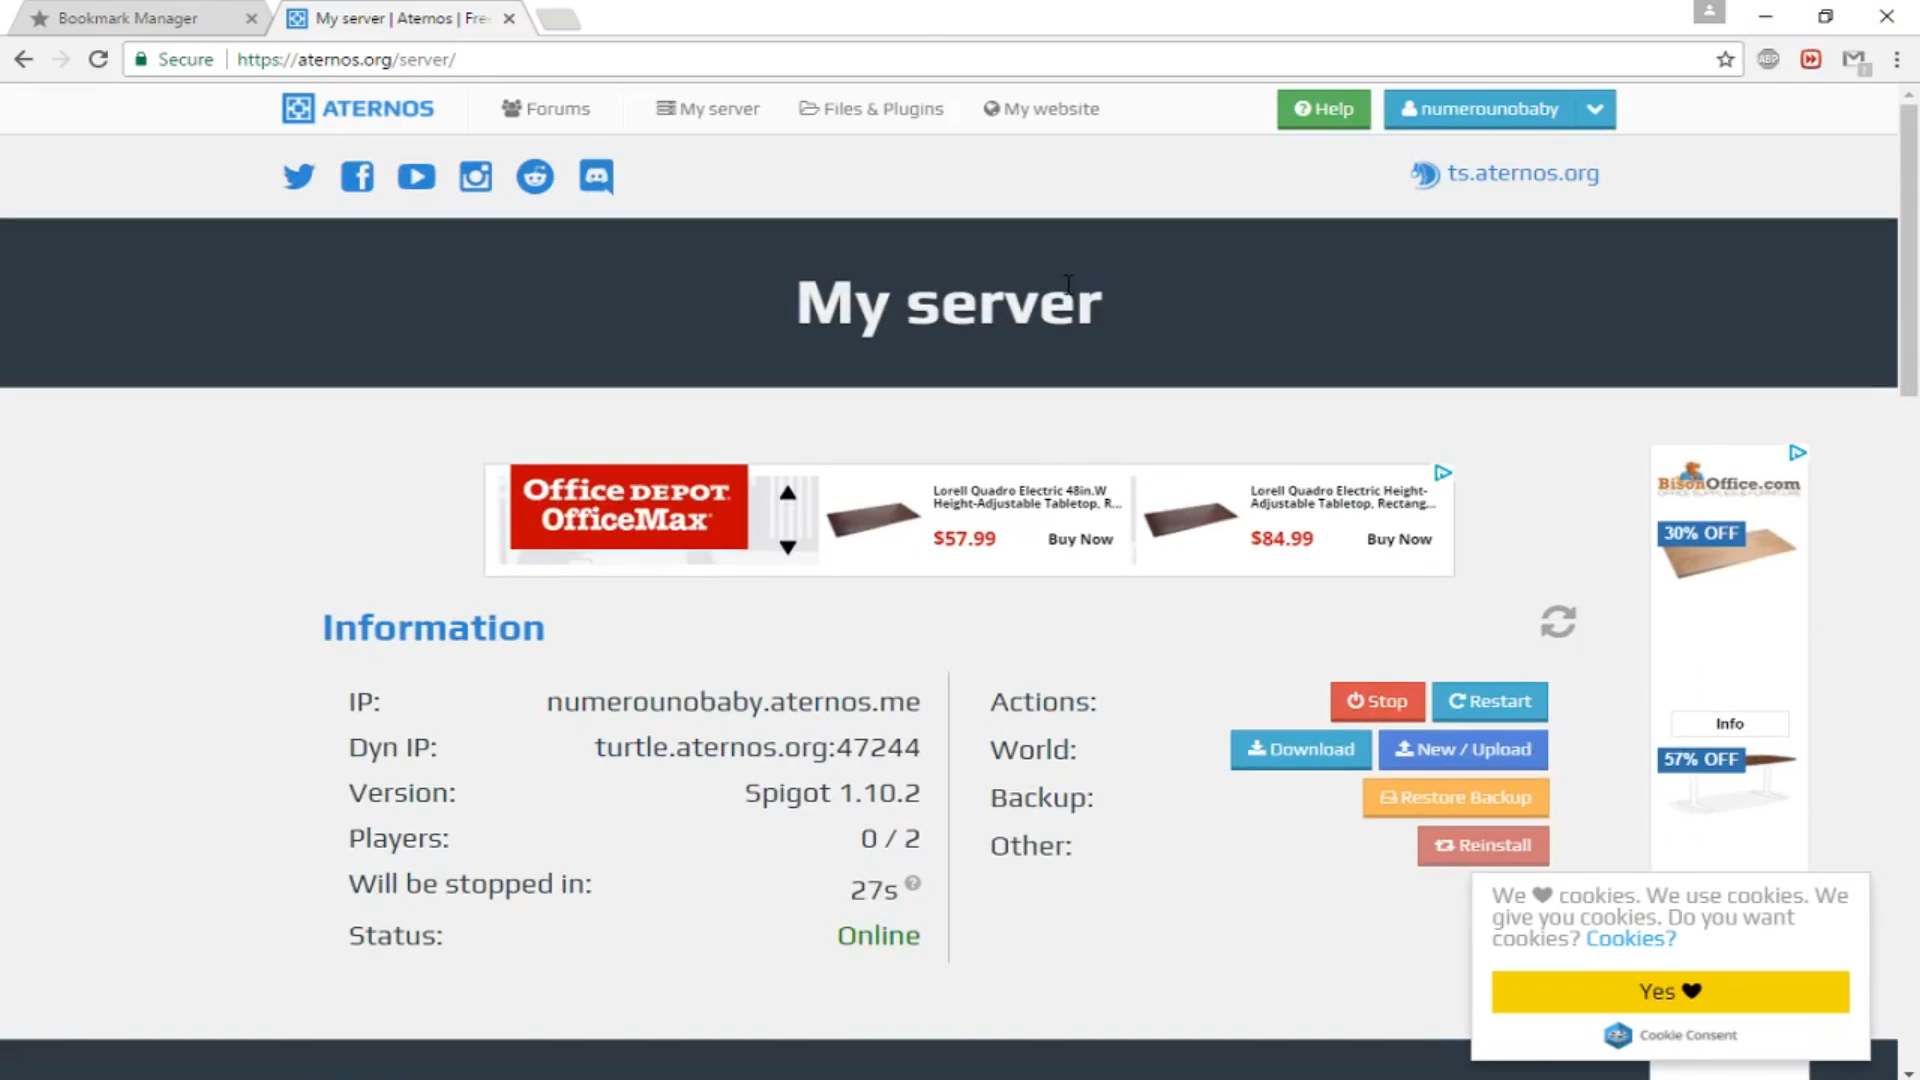 Bookmark Manager
My server | Aternos | Fre
Secure
https://aternos.org/server/
ABP
ATERNOS
Forums
My server
Files & Plugins
My website
Help
numerounobaby
ts.aternos.org
My server
Office DEPOT
OfficeMax
Lorell Quadro Electric 48in.W
Height-Adjustable Tabletop, R...
$57.99
Buy Now
Lorell Quadro Electric Height-
Adjustable Tabletop, Rectang...
$84.99
Buy Now
BisonOffice.com
OFFICE SUPPLIES & FURNITURE
30% OFF
Info
57% OFF
Information
IP:
numerounobaby.aternos.me
Dyn IP:
turtle.aternos.org:47244
Version:
Spigot 1.10.2
Players:
0 / 2
Will be stopped in:
27s
Status:
Online
Actions:
Stop
Restart
World:
Download
New / Upload
Backup:
Restore Backup
Other:
Reinstall
We ♥ cookies. We use cookies. We
give you cookies. Do you want
cookies? Cookies?
Yes ♥
Cookie Consent